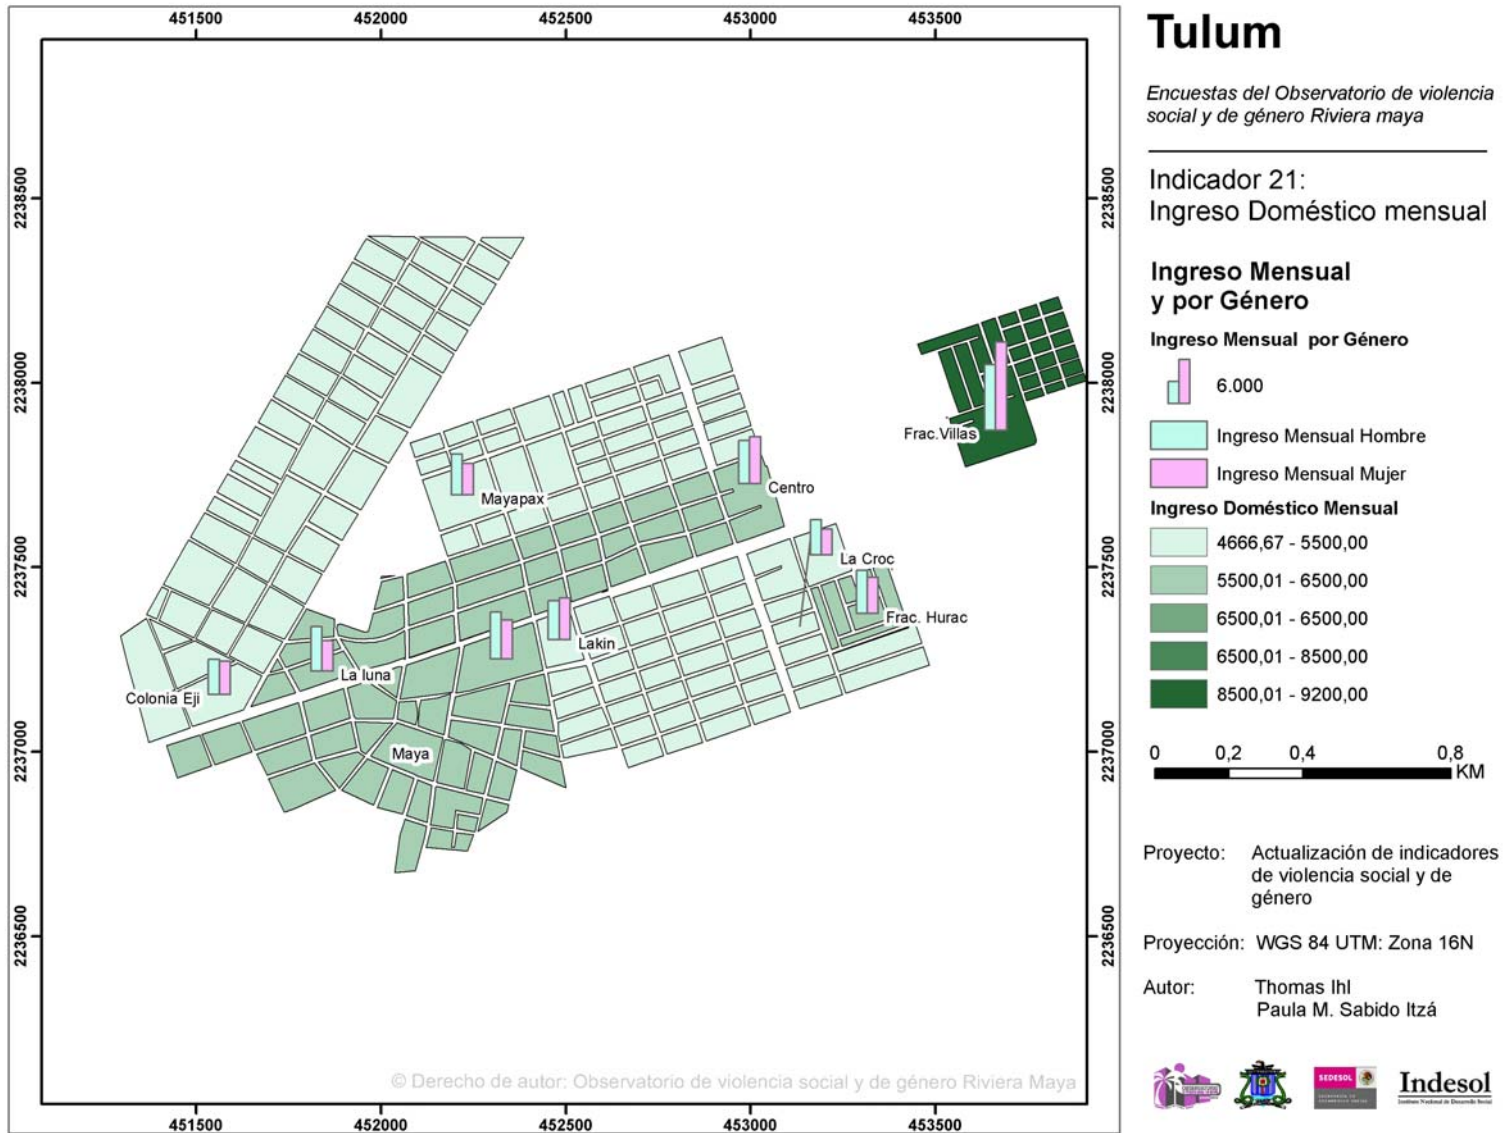 451500
452000
452500
453000
453500
2238500
2238000
2237500
2237000
2236500
2238500
2238000
2237500
2237000
2236500
Frac.Villas
Centro
Mayapax
La Croc
Frac. Hurac
Lakin
La luna
Colonia Eji
Maya
© Derecho de autor: Observatorio de violencia social y de género Riviera Maya
451500
452000
452500
453000
453500
Tulum
Encuestas del Observatorio de violencia
social y de género Riviera maya
Indicador 21:
Ingreso Doméstico mensual
Ingreso Mensual
y por Género
Ingreso Mensual por Género
6.000
Ingreso Mensual Hombre
Ingreso Mensual Mujer
Ingreso Doméstico Mensual
4666,67 - 5500,00
5500,01 - 6500,00
6500,01 - 6500,00
6500,01 - 8500,00
8500,01 - 9200,00
0 0,2 0,4 0,8
KM
Proyecto: Actualización de indicadores
de violencia social y de
género
Proyección: WGS 84 UTM: Zona 16N
Autor: Thomas Ihl
Paula M. Sabido Itzá
SEDESOL
Indesol
Instituto Nacional de Desarrollo Social